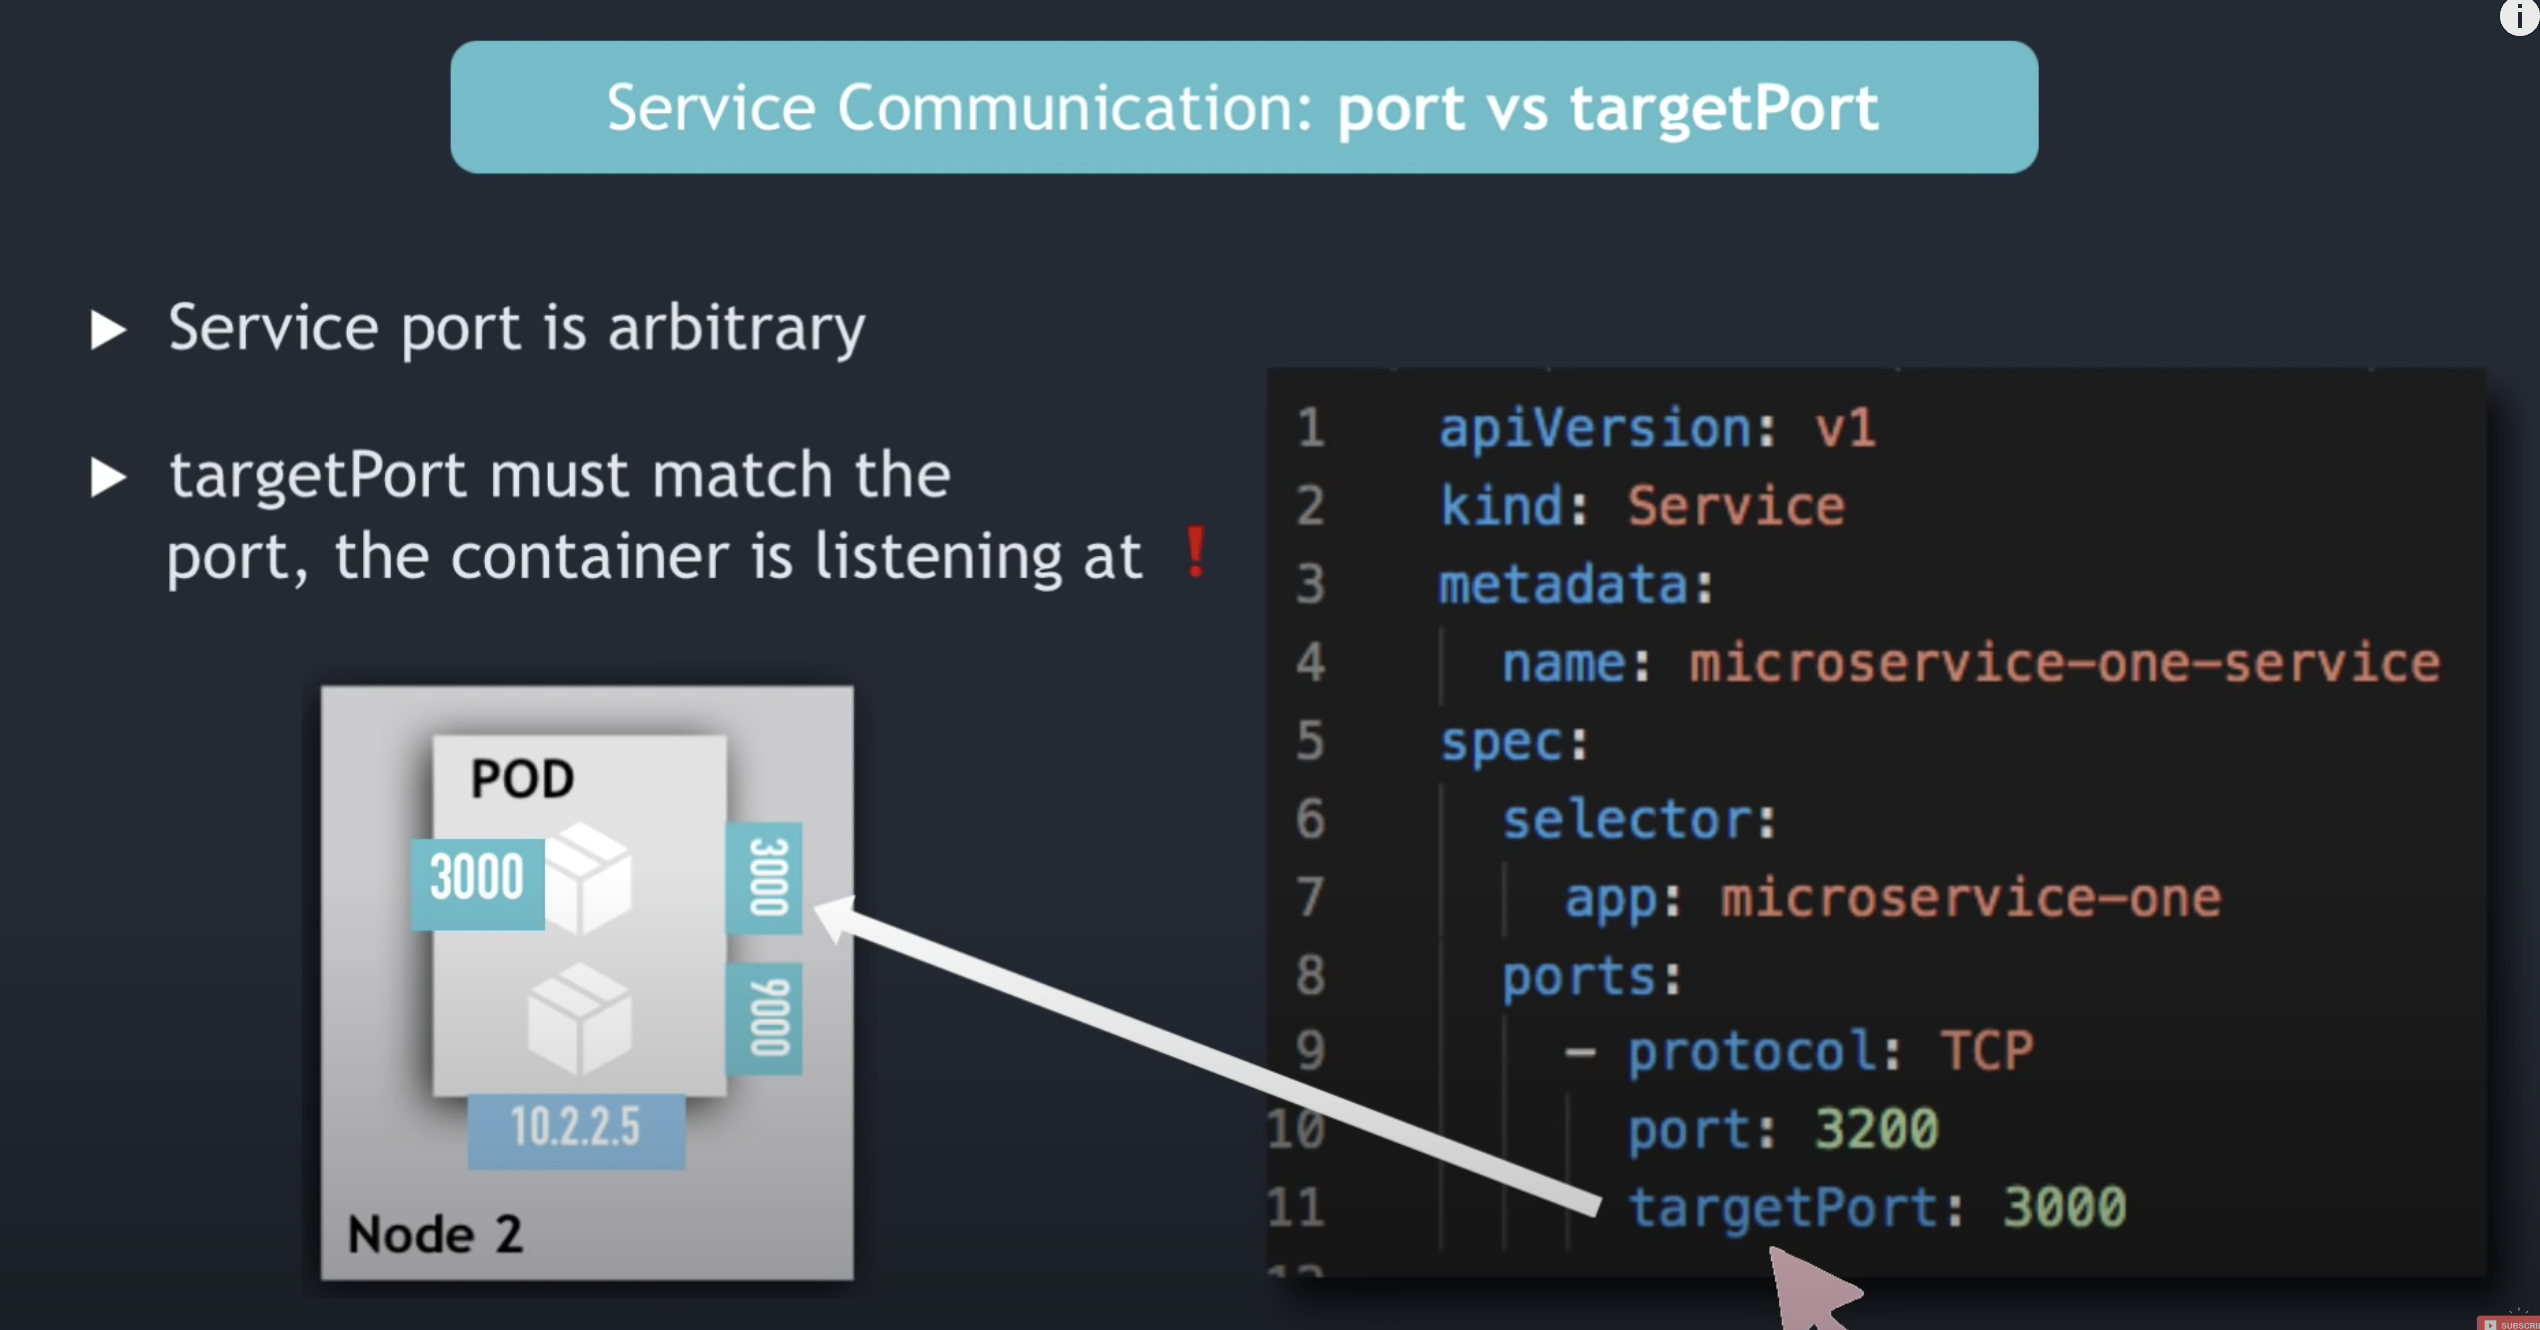 Service Communication: port vs targetPort
▶ Service port is arbitrary
▶ targetPort must match the
port, the container is listening at !
1 apiVersion: v1
2 kind: Service
3 metadata:
4 name: microservice-one-service
5 spec:
6 selector:
7 app: microservice-one
8 ports:
9 - protocol: TCP
10 port: 3200
11 targetPort: 3000
POD
3000
3000
9000
10.2.2.5
Node 2
i